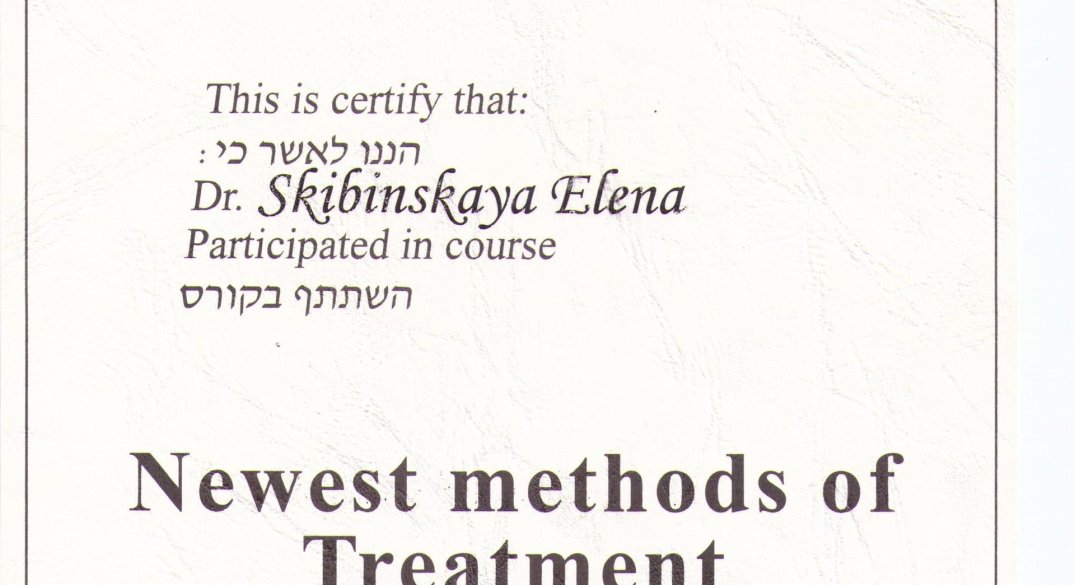 This is certify that:
הננו לאשר כי :
Dr. Skibinskaya Elena
Participated in course
השתתף בקורס
Newest methods of
Treatment